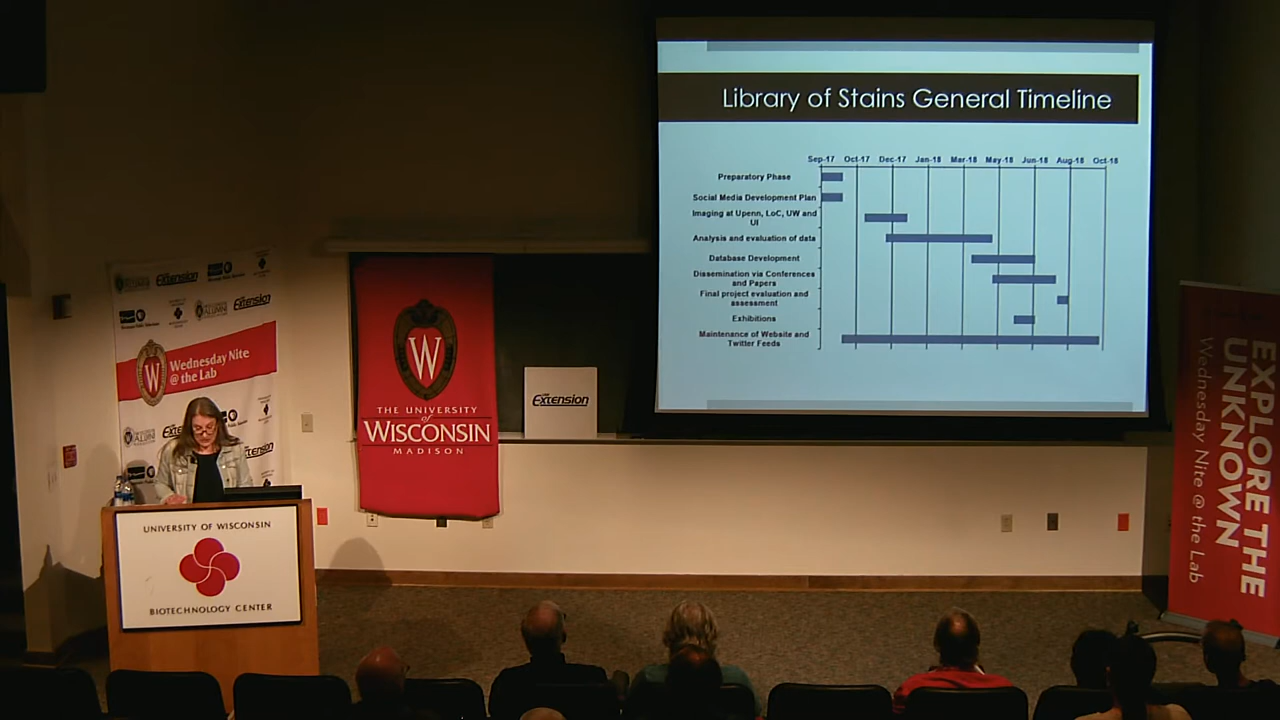 Library of Stains General Timeline
Sep-17 Oct-17 Dec-17 Jan-18 Mar-18 May-18 Jun-18 Aug-18 Oct-18
Preparatory Phase
Social Media Development Plan
Imaging at Upenn, LoC, UW and
UI
Analysis and evaluation of data
Database Development
Dissemination via Conferences
and Papers
Final project evaluation and
assessment
Exhibitions
Maintenance of Website and
Twitter Feeds
Extension
Extension
Wednesday Nite
@ the Lab
W
Extension
W
THE UNIVERSITY
of
WISCONSIN
MADISON
Extension
UNIVERSITY OF WISCONSIN
BIOTECHNOLOGY CENTER
EXPLORE THE
UNKNOWN
Wednesday Nite @ the Lab